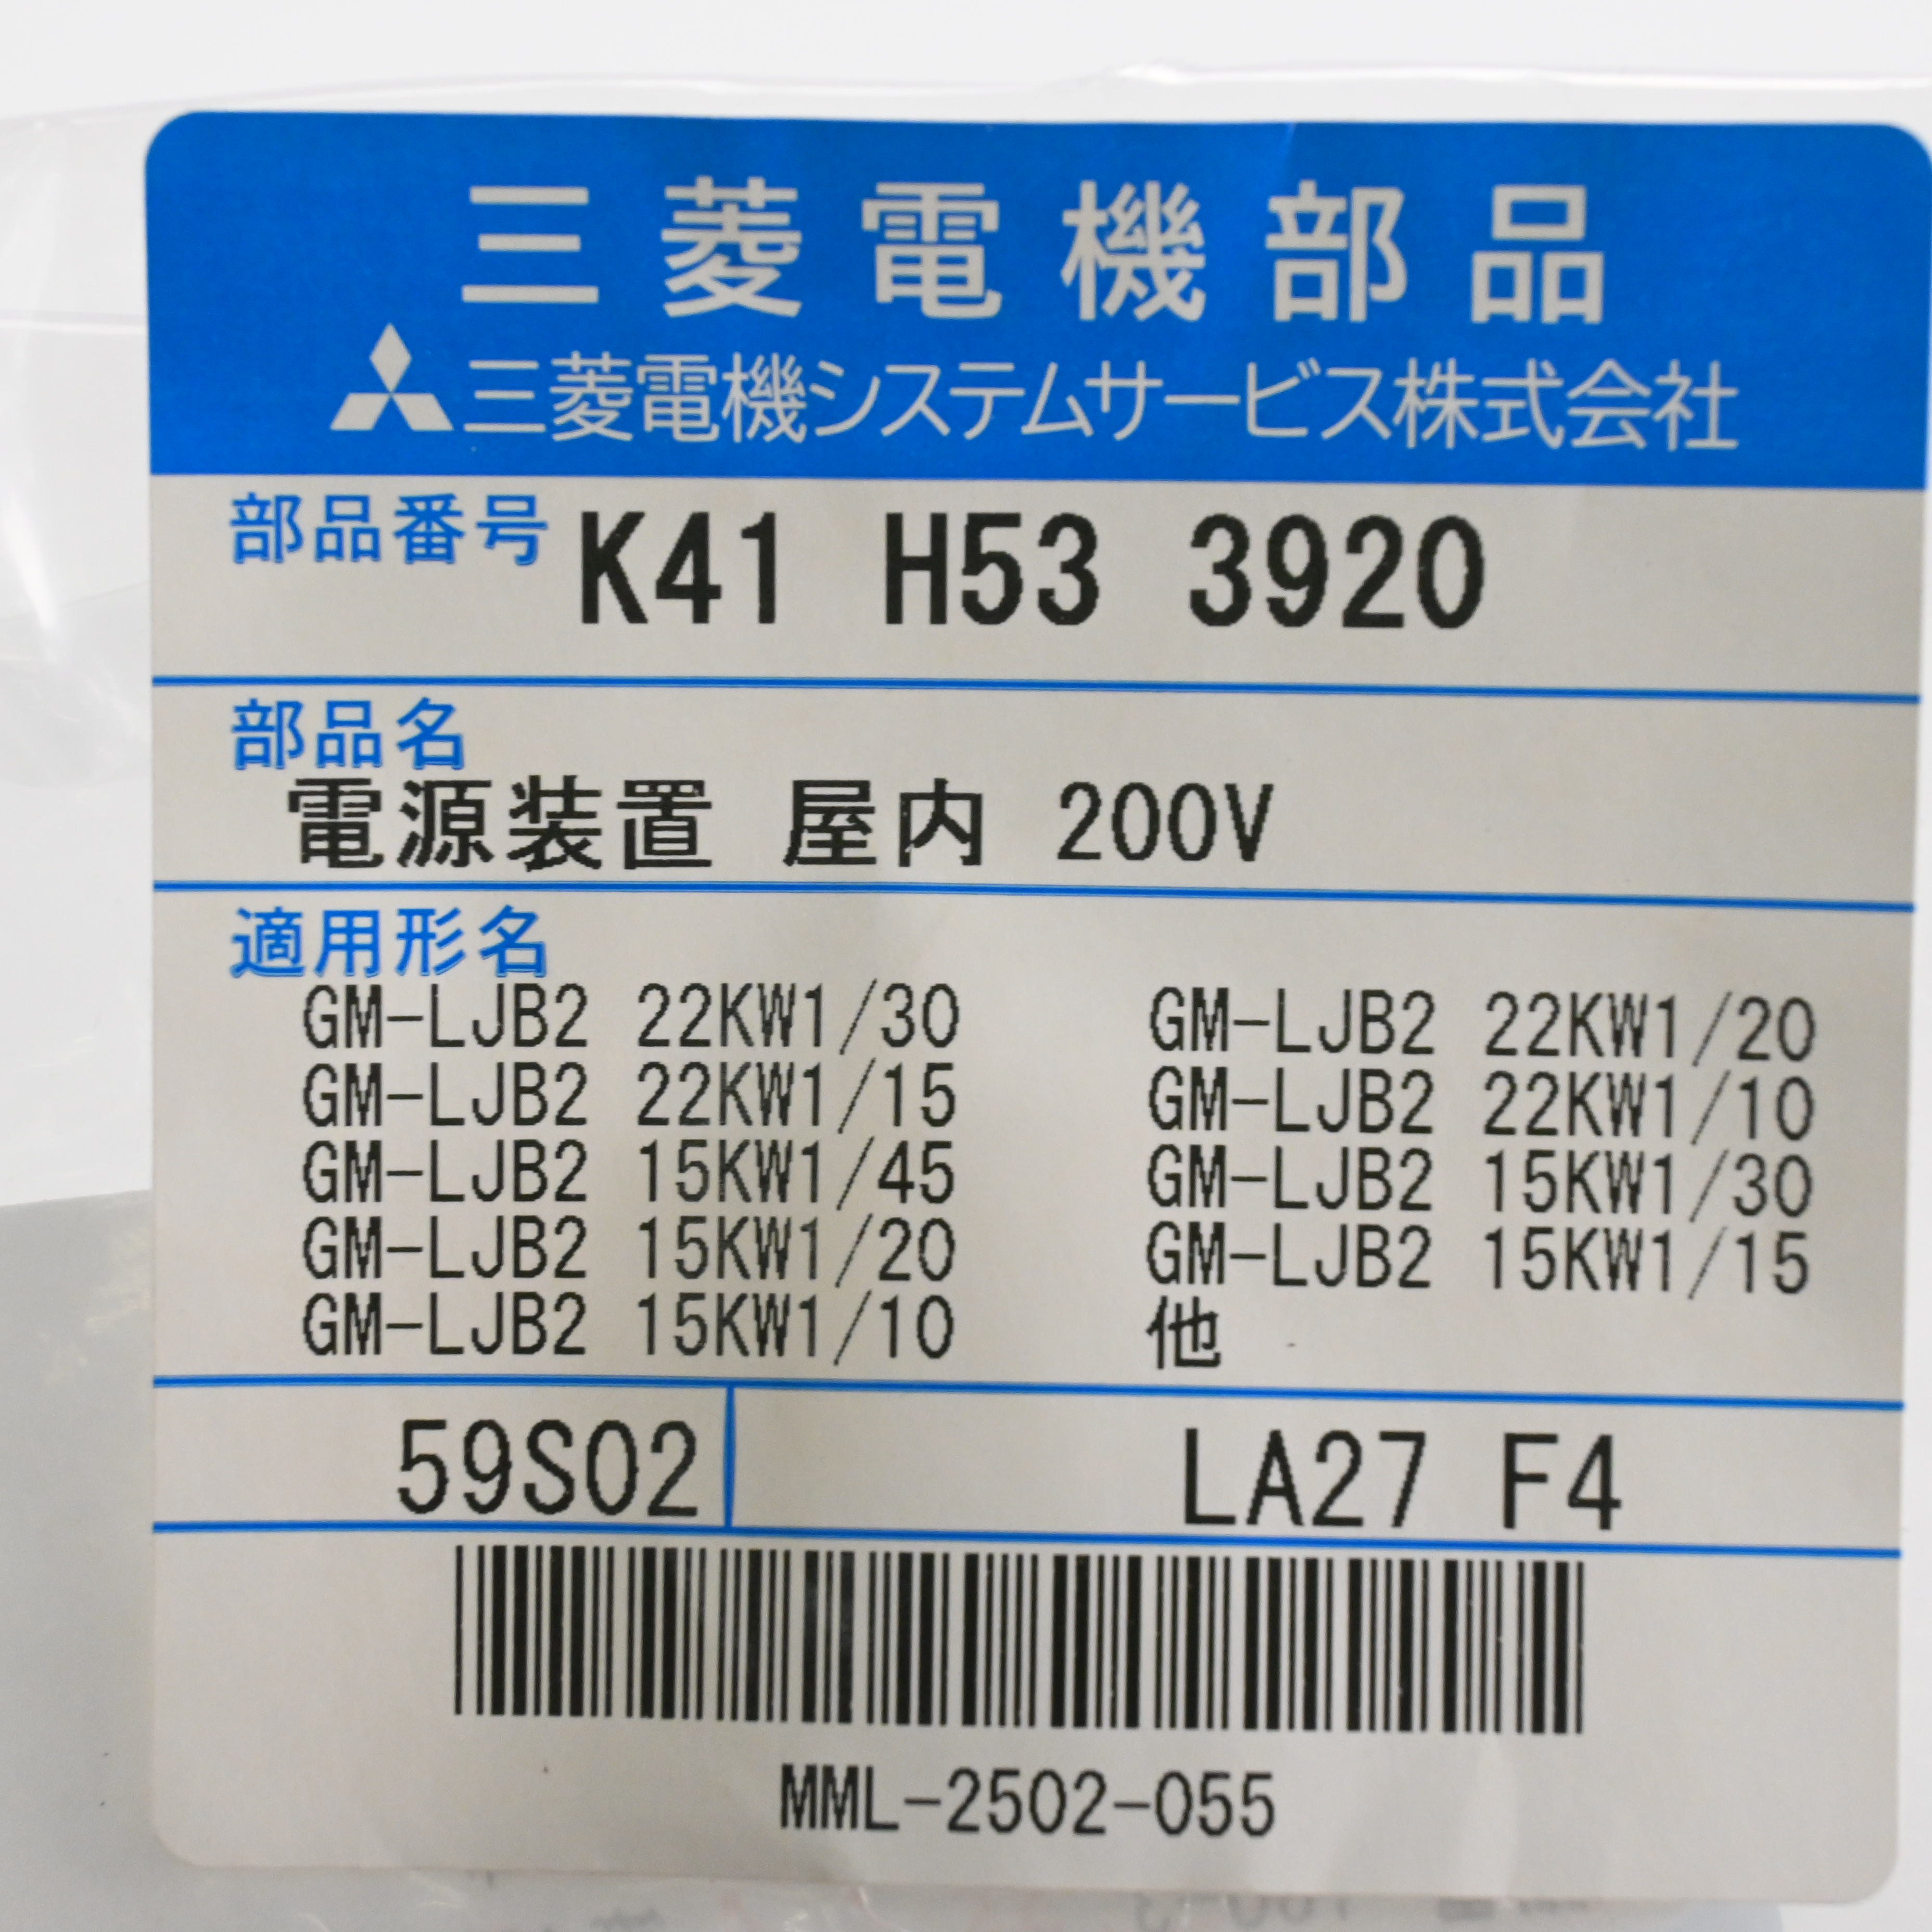 三菱電機部品
三菱電機システムサービス株式会社
部品番号 K41 H53 3920
部品名
電源装置 屋内 200V
適用形名
GM-LJB2 22KW1/30 GM-LJB2 22KW1/20
GM-LJB2 22KW1/15 GM-LJB2 22KW1/10
GM-LJB2 15KW1/45 GM-LJB2 15KW1/30
GM-LJB2 15KW1/20 GM-LJB2 15KW1/15
GM-LJB2 15KW1/10 他
59S02 LA27 F4
MML-2502-055